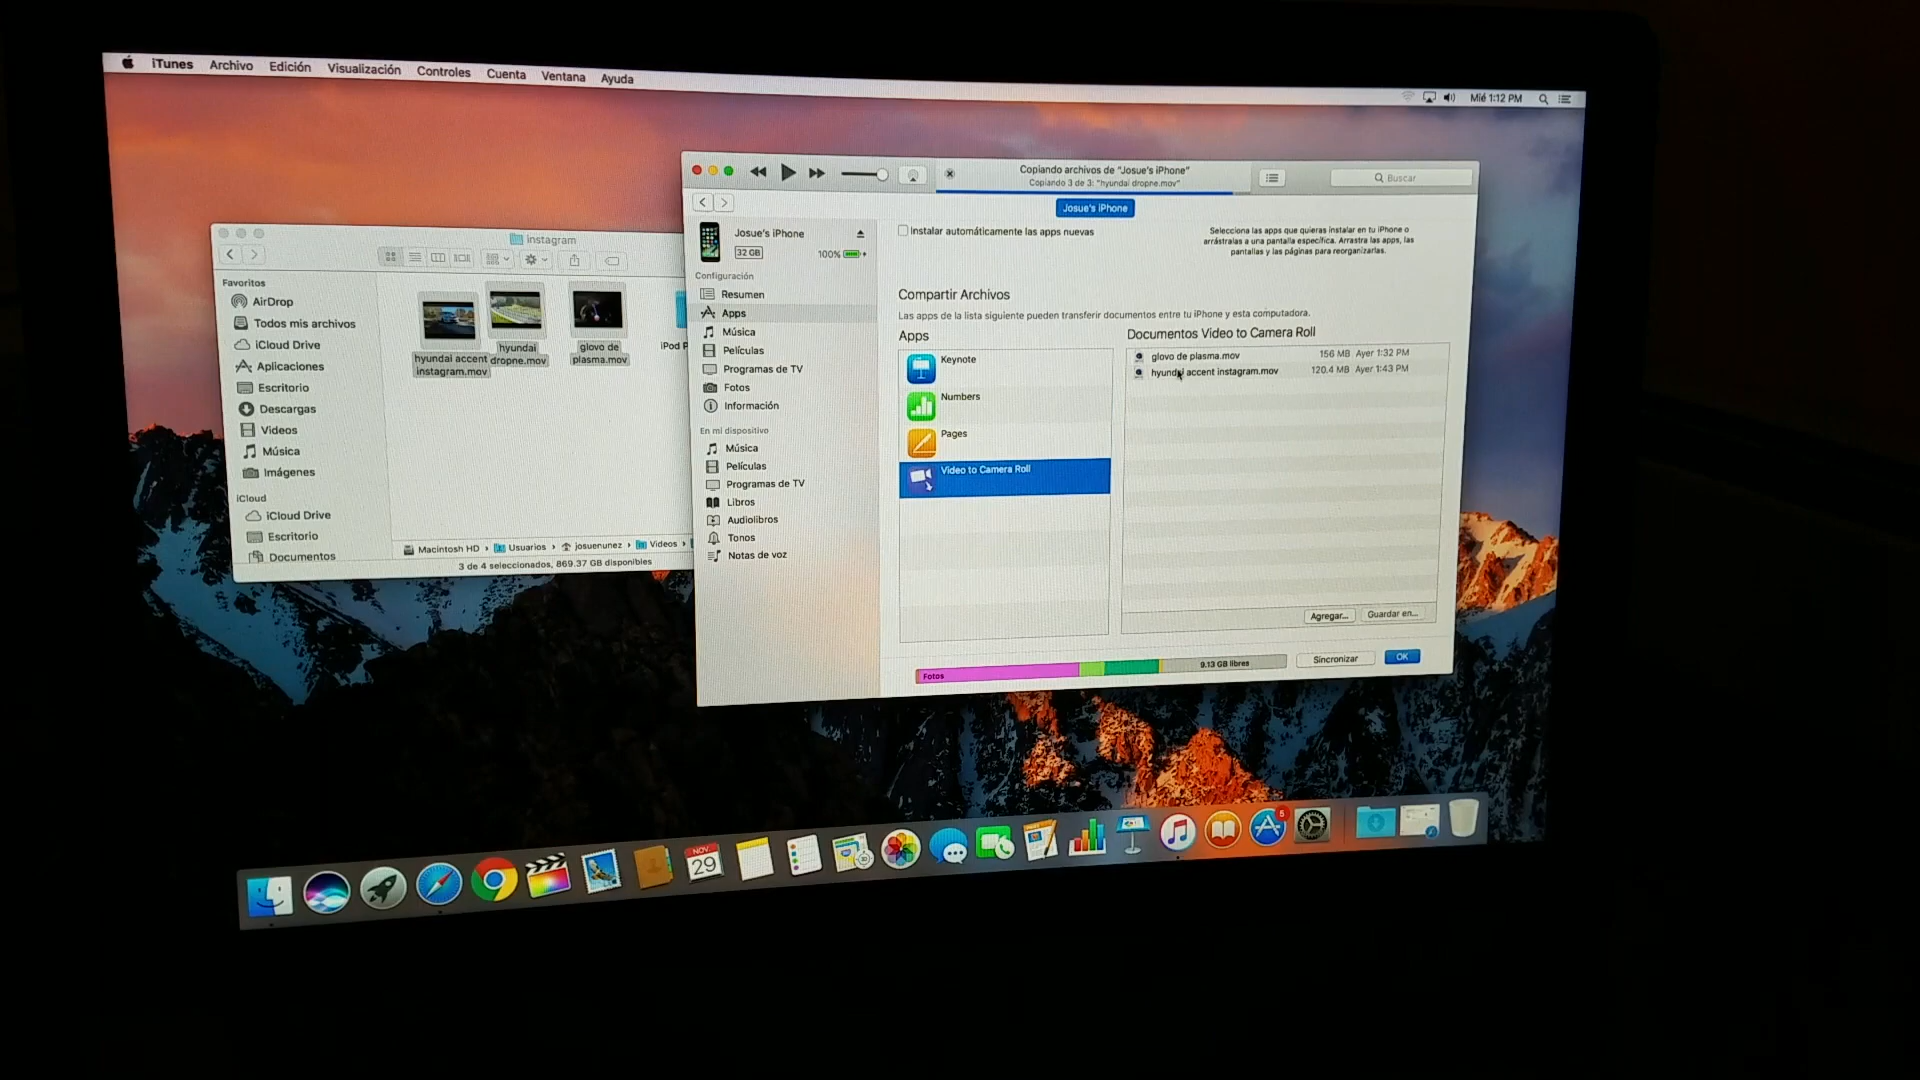 iTunes Archivo Edición Visualización Controles Cuenta Ventana Ayuda
Mié 1:12 PM
instagram
Favoritos
AirDrop
Todos mis archivos
iCloud Drive
Aplicaciones
Escritorio
Descargas
Videos
Música
Imágenes
iCloud
iCloud Drive
Escritorio
Documentos
hyundai accent
instagram.mov
hyundai
dropne.mov
glovo de
plasma.mov
iPod P
Macintosh HD › Usuarios › josuenunez › Videos ›
3 de 4 seleccionados, 869.37 GB disponibles
Copiando archivos de "Josue's iPhone"
Copiando 3 de 3: "hyundai dropne.mov"
Buscar
Josue's iPhone
Josue's iPhone
32 GB
100%
Configuración
Resumen
Apps
Música
Películas
Programas de TV
Fotos
Información
En mi dispositivo
Música
Películas
Programas de TV
Libros
Audiolibros
Tonos
Notas de voz
Instalar automáticamente las apps nuevas
Selecciona las apps que quieras instalar en tu iPhone o
arrástralas a una pantalla específica. Arrastra las apps, las
pantallas y las páginas para reorganizarlas.
Compartir Archivos
Las apps de la lista siguiente pueden transferir documentos entre tu iPhone y esta computadora.
Apps
Keynote
Numbers
Pages
Video to Camera Roll
Documentos Video to Camera Roll
glovo de plasma.mov 156 MB Ayer 1:32 PM
hyundai accent instagram.mov 120.4 MB Ayer 1:43 PM
Agregar... Guardar en...
Fotos
9.13 GB libres
Sincronizar OK
NOV.
29
5